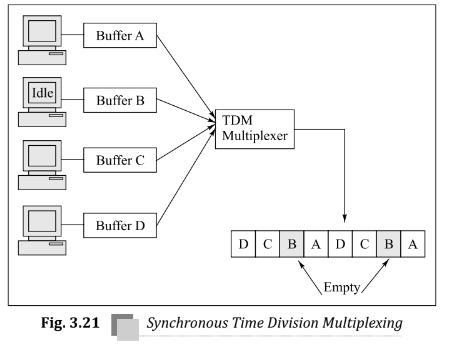 Buffer A
Idle
Buffer B
TDM
Multiplexer
Buffer C
Buffer D
D C B A D C B A
Empty
Fig. 3.21 Synchronous Time Division Multiplexing